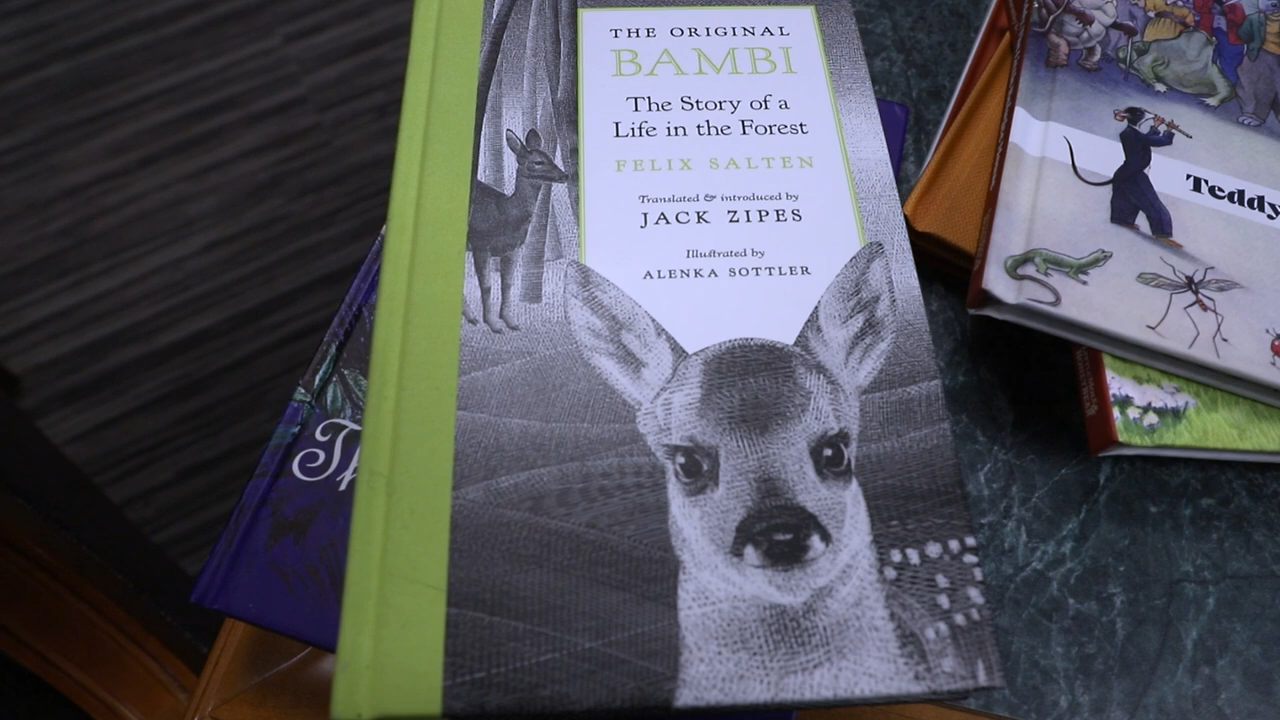 THE ORIGINAL
BAMBI
The Story of a
Life in the Forest
FELIX SALTEN
Translated & introduced by
JACK ZIPES
Illustrated by
ALENKA SOTTLER
Teddy